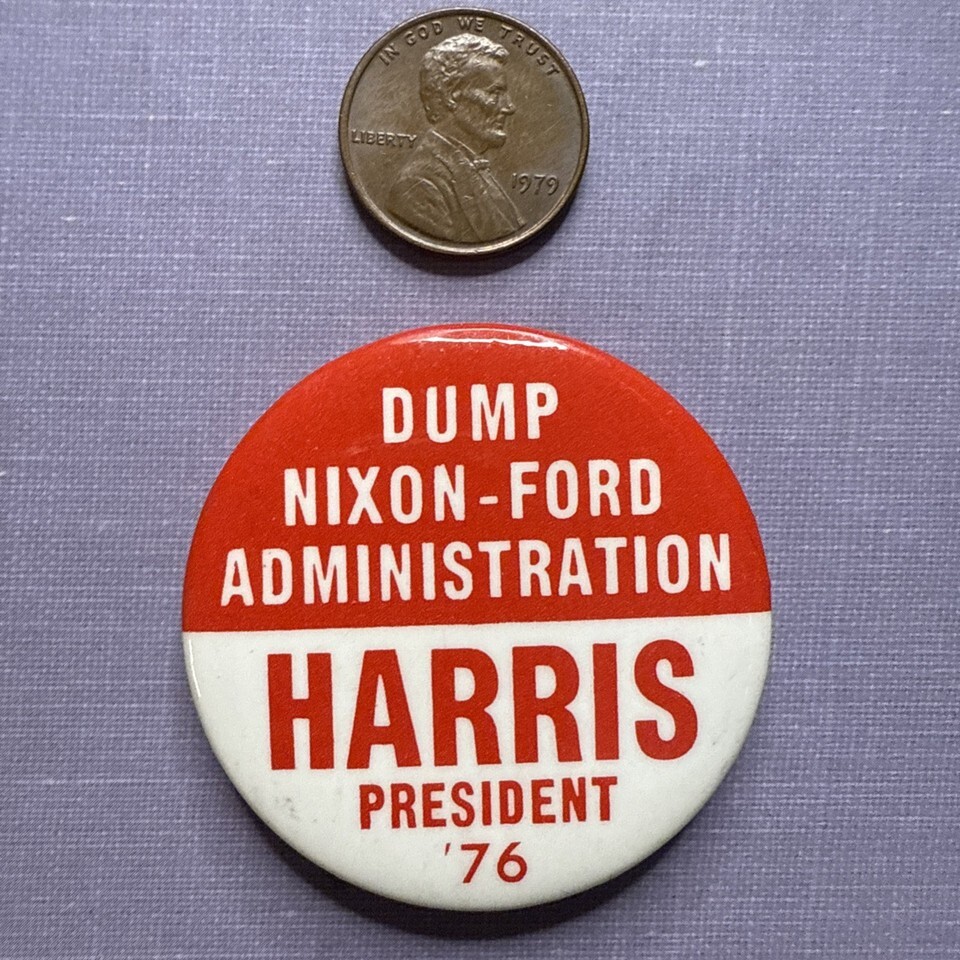 IN GOD WE TRUST
LIBERTY
1979
DUMP
NIXON-FORD
ADMINISTRATION
HARRIS
PRESIDENT
'76